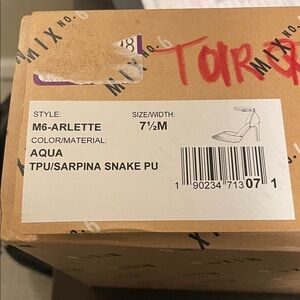 MIX NO. 6
STYLE:
M6-ARLETTE
SIZE/WIDTH:
7½M
COLOR/MATERIAL:
AQUA
TPU/SARPINA SNAKE PU
1 90234 71307 1